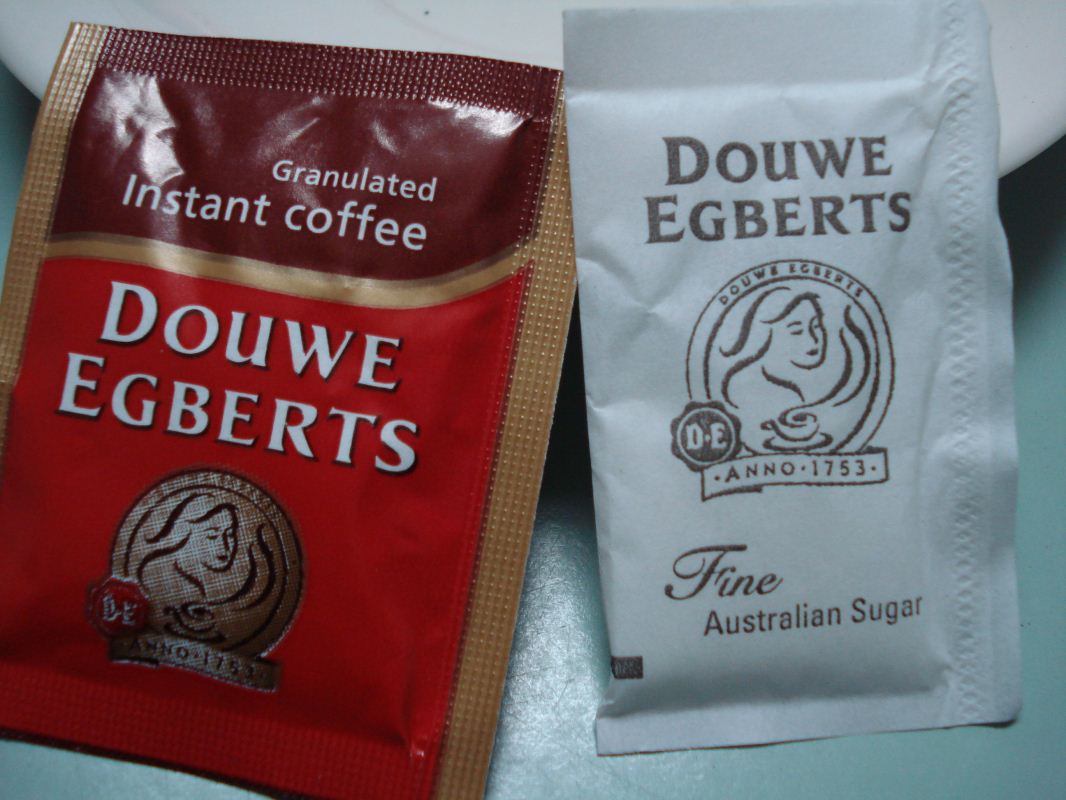 Granulated
Instant coffee
DOUWE
EGBERTS
D·E
ANNO·1753·
DOUWE
EGBERTS
DOUWE EGBERTS
D·E
·ANNO·1753·
Fine
Australian Sugar